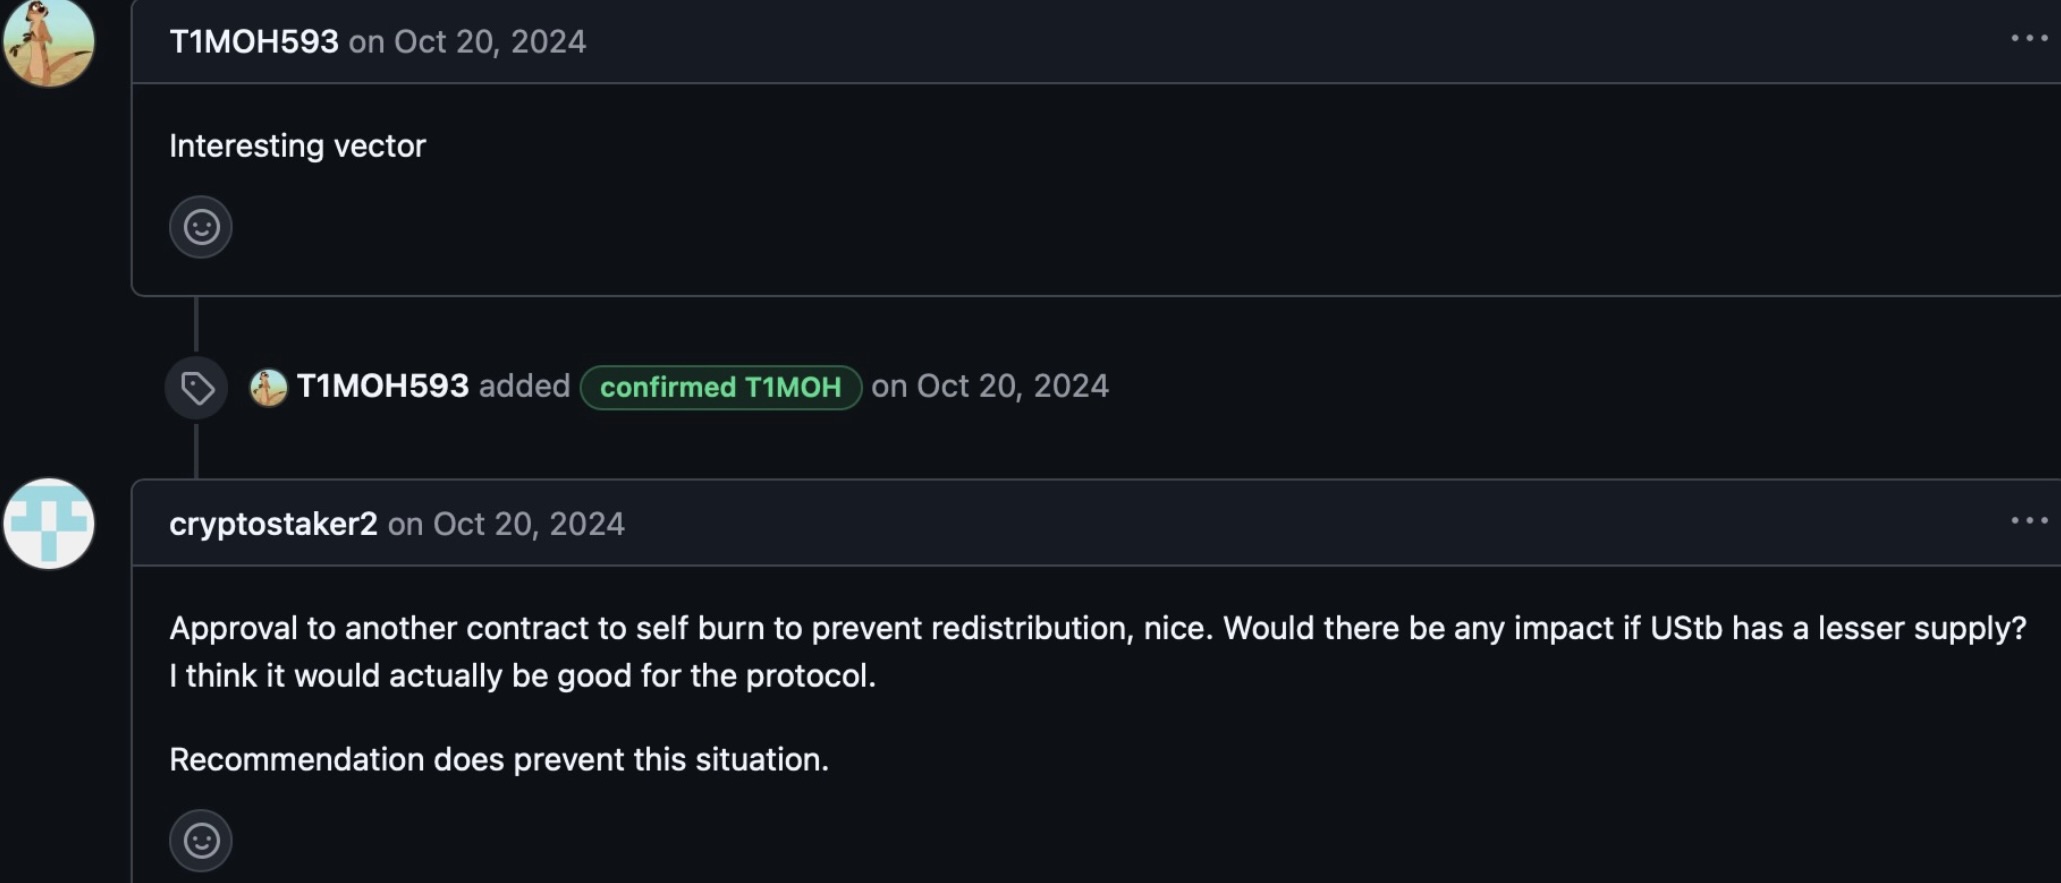 T1MOH593 on Oct 20, 2024
Interesting vector
T1MOH593 added confirmed T1MOH on Oct 20, 2024
cryptostaker2 on Oct 20, 2024
Approval to another contract to self burn to prevent redistribution, nice. Would there be any impact if UStb has a lesser supply?
I think it would actually be good for the protocol.
Recommendation does prevent this situation.